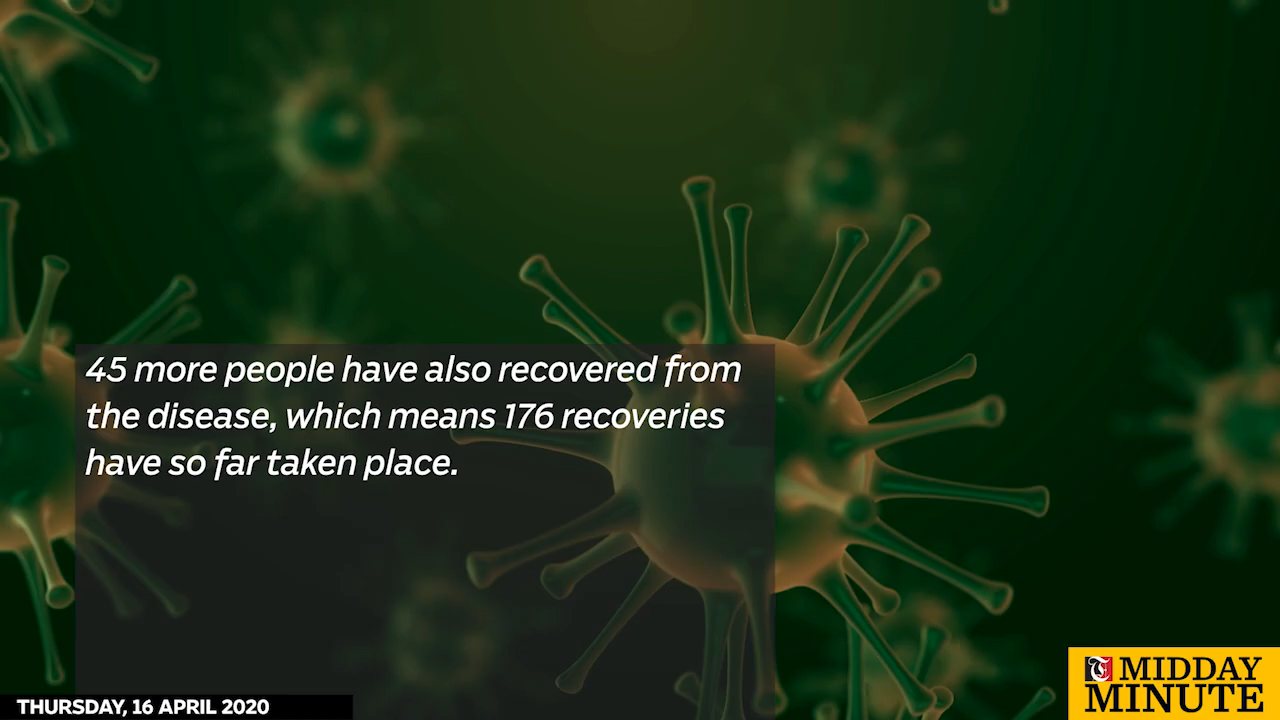 45 more people have also recovered from
the disease, which means 176 recoveries
have so far taken place.
THURSDAY, 16 APRIL 2020
T MIDDAY
MINUTE